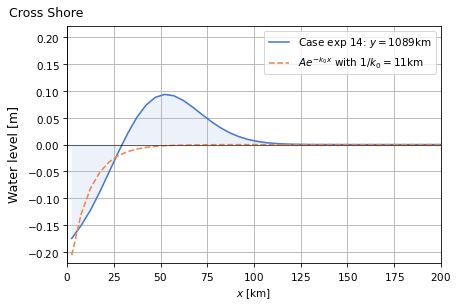 Cross Shore
Water level [m]
0.20
0.15
0.10
0.05
0.00
−0.05
−0.10
−0.15
−0.20
Case exp 14: y = 1089km
Ae^{−k₀x} with 1/k₀ = 11km
0 25 50 75 100 125 150 175 200
x [km]